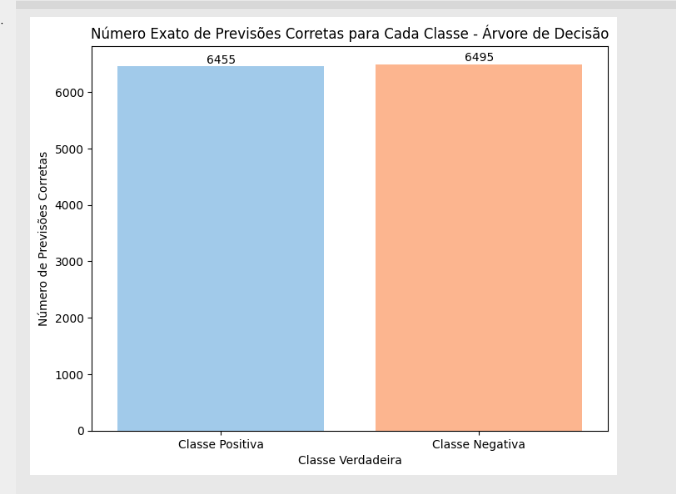 Número Exato de Previsões Corretas para Cada Classe - Árvore de Decisão
6455
6495
6000
5000
4000
3000
2000
1000
0
Número de Previsões Corretas
Classe Positiva
Classe Negativa
Classe Verdadeira